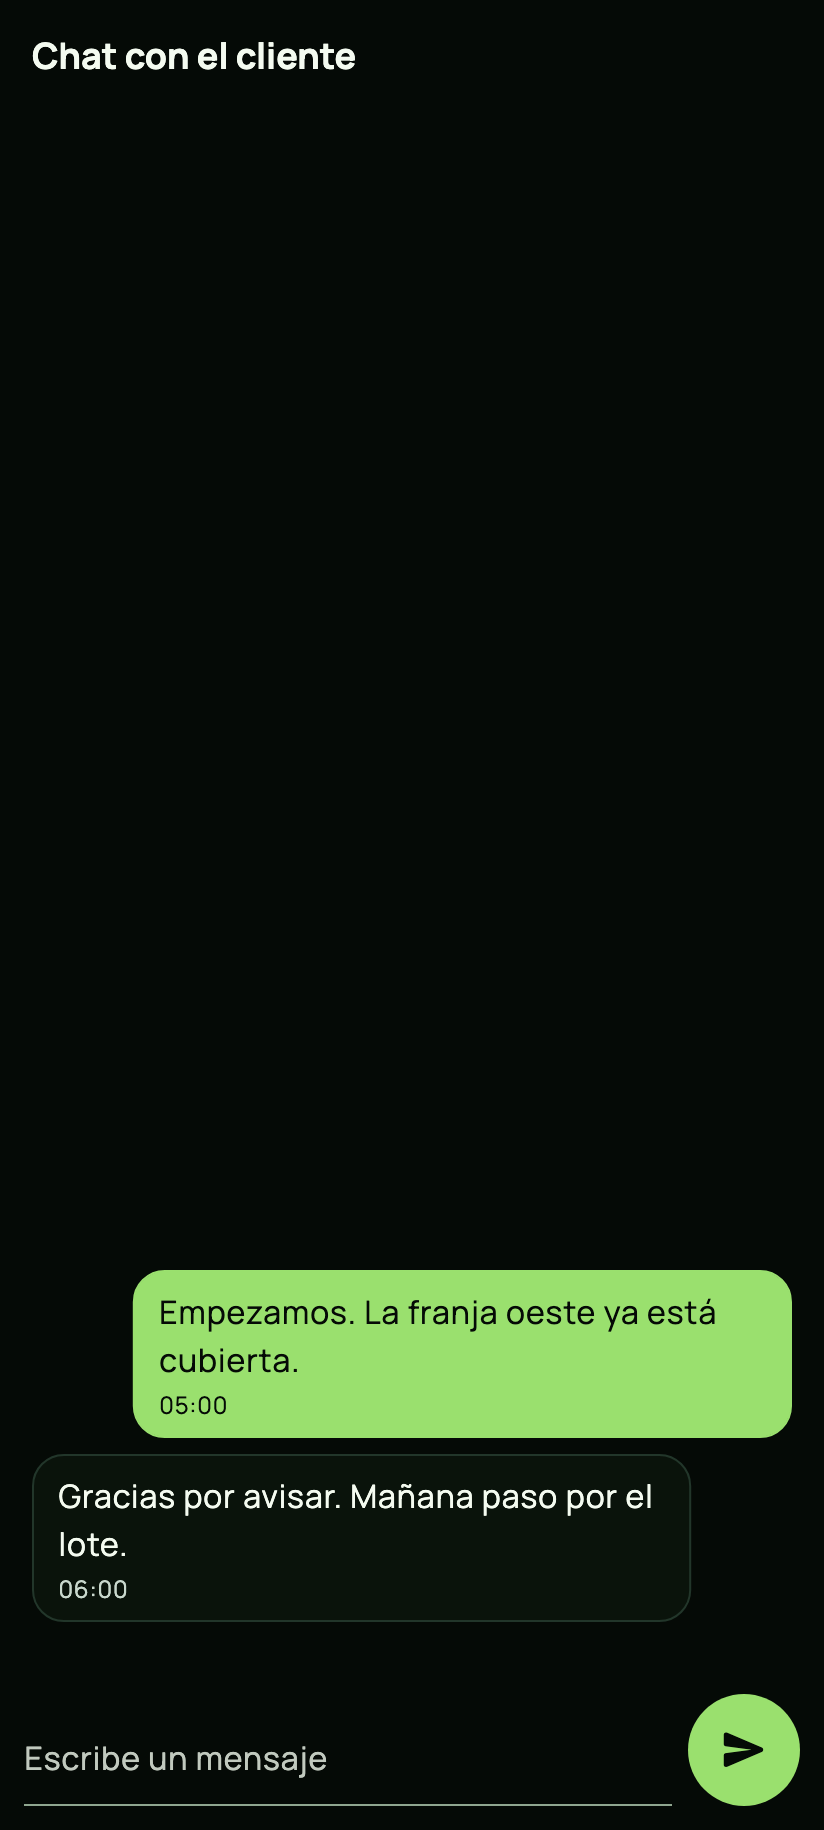 Chat con el cliente
Empezamos. La franja oeste ya está
cubierta.
05:00
Gracias por avisar. Mañana paso por el
lote.
06:00
Escribe un mensaje